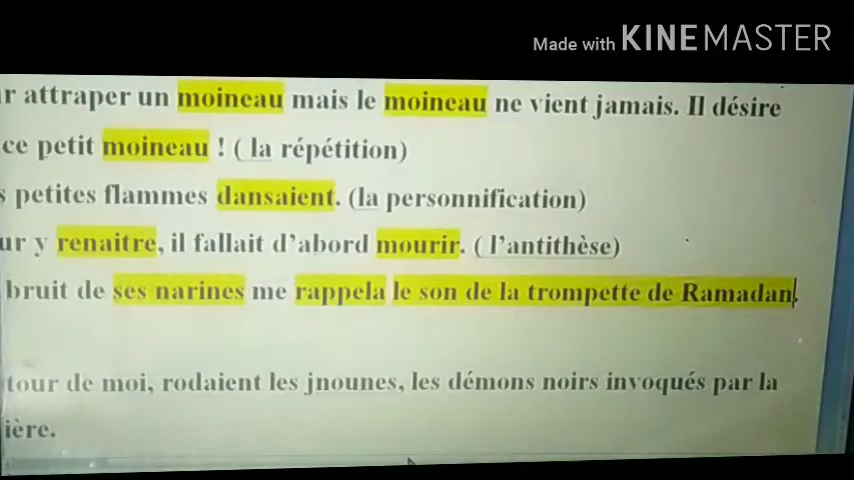 Made with KINEMASTER
r attraper un moineau mais le moineau ne vient jamais. Il désire
ce petit moineau ! ( la répétition)
s petites flammes dansaient. (la personnification)
ur y renaitre, il fallait d’abord mourir. ( l’antithèse)
bruit de ses narines me rappela le son de la trompette de Ramadan.
tour de moi, rodaient les jnounes, les démons noirs invoqués par la
ière.